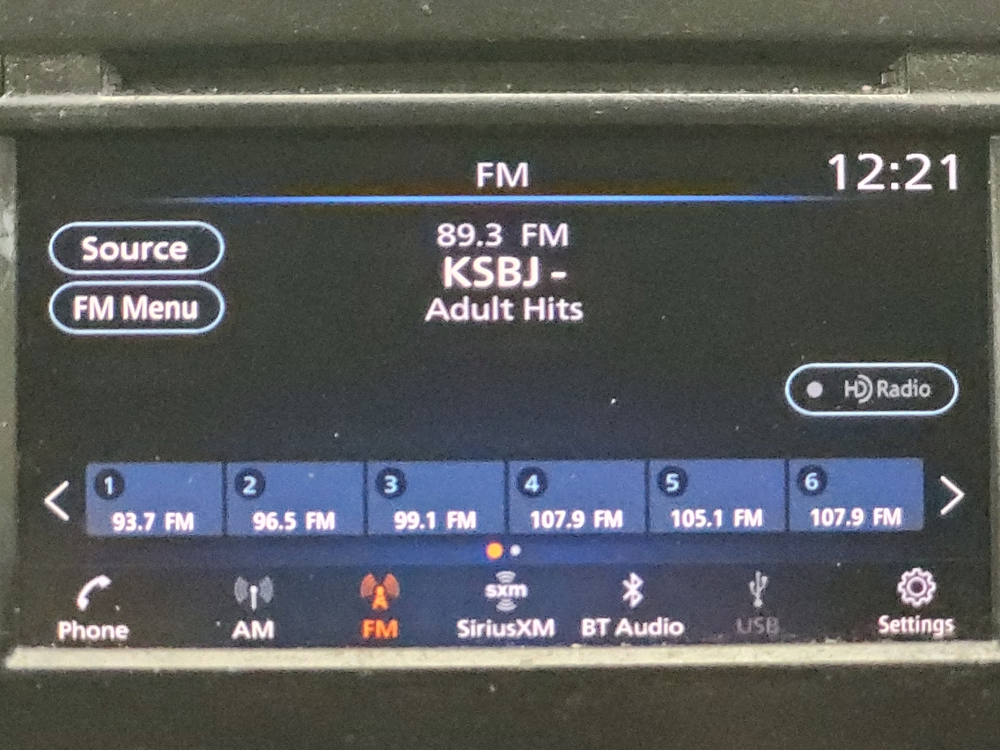 FM
12:21
Source
89.3 FM
KSBJ -
FM Menu
Adult Hits
HD Radio
1 2 3 4 5 6
93.7 FM 96.5 FM 99.1 FM 107.9 FM 105.1 FM 107.9 FM
sxm
Phone AM FM SiriusXM BT Audio USB Settings